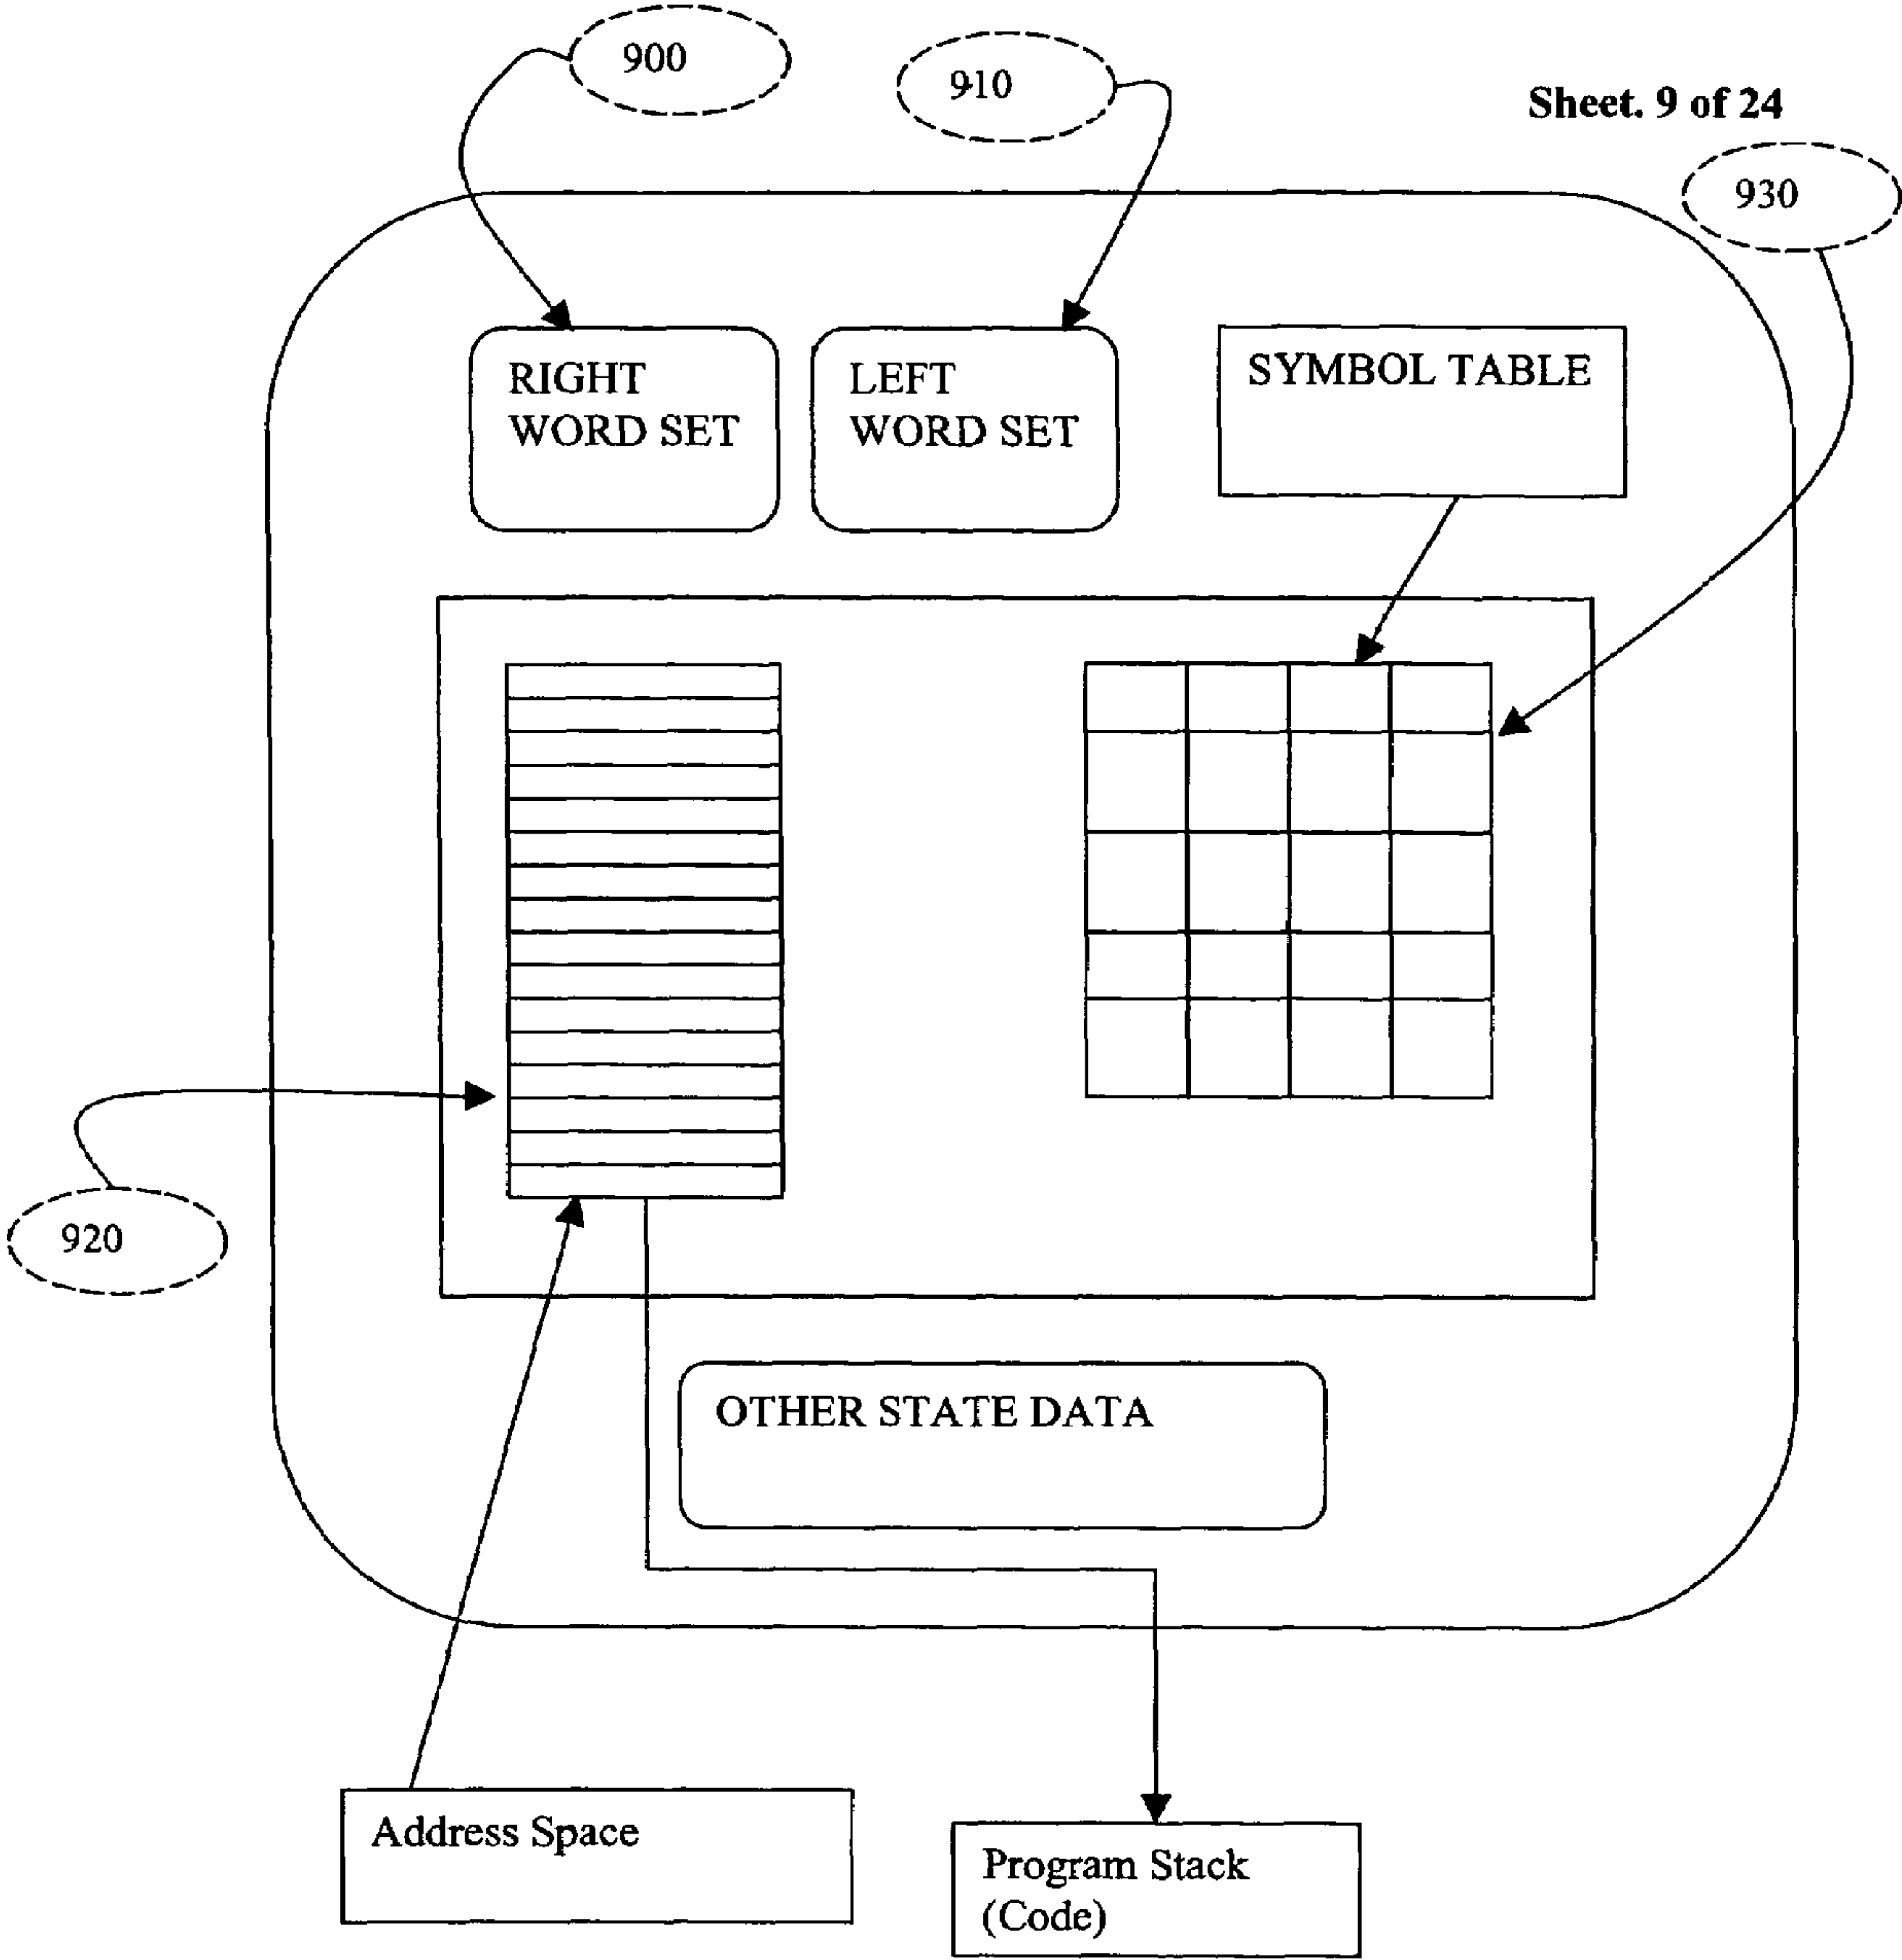 900
910
Sheet. 9 of 24
930
RIGHT
WORD SET
LEFT
WORD SET
SYMBOL TABLE
920
OTHER STATE DATA
Address Space
Program Stack
(Code)